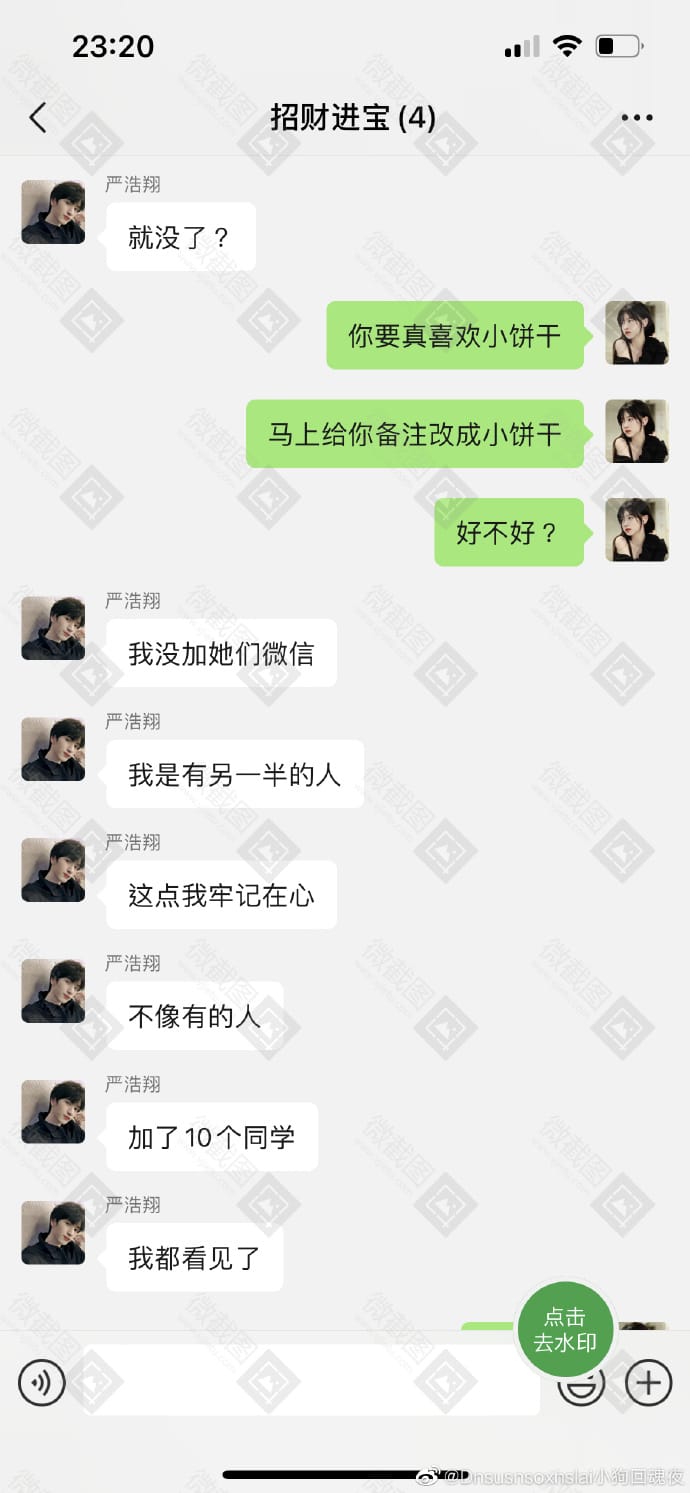 23:20
招财进宝 (4)
严浩翔
就没了？
你要真喜欢小饼干
马上给你备注改成小饼干
好不好？
严浩翔
我没加她们微信
严浩翔
我是有另一半的人
严浩翔
这点我牢记在心
严浩翔
不像有的人
严浩翔
加了10个同学
严浩翔
我都看见了
点击
去水印
微截图
@Dnsusnsoxnslai小狗回魂夜